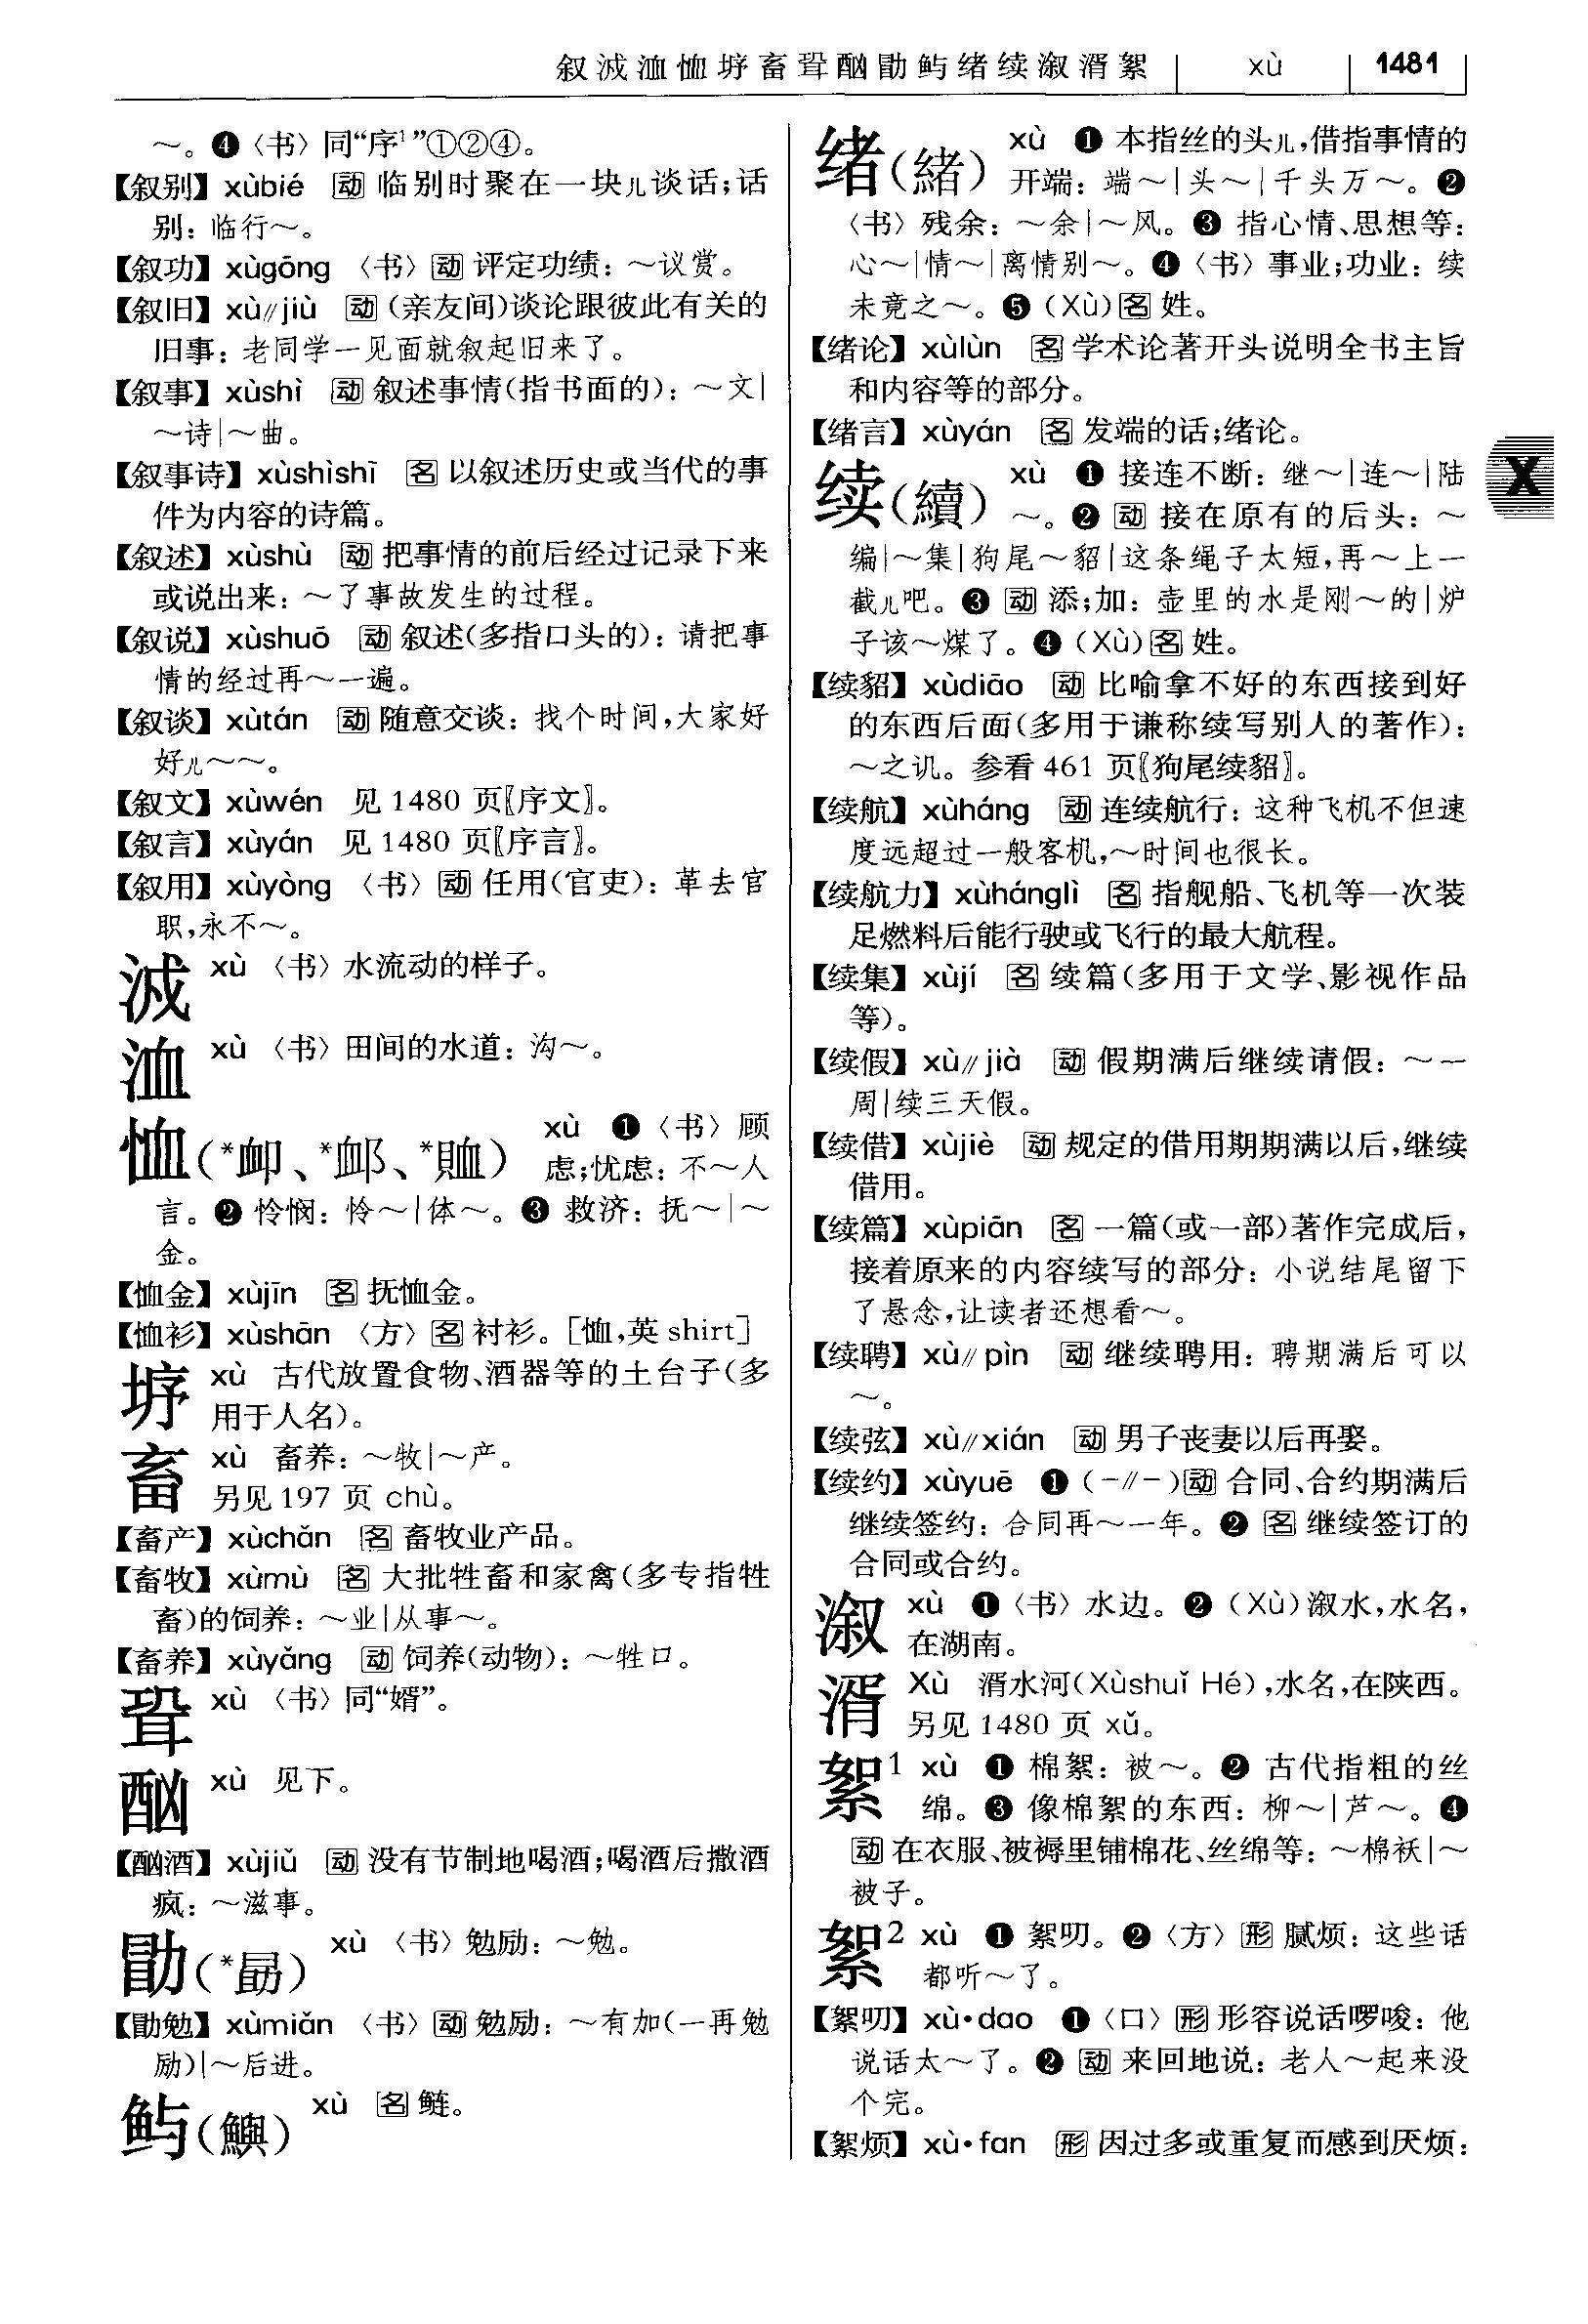 叙淢洫恤垿畜聓酗勖𫚈绪续溆湑絮 xù 1481
～。❹〈书〉同“序¹”①②④。
【叙别】xùbié 动 临别时聚在一块儿谈话;话
别：临行～。
【叙功】xùgōng 〈书〉动 评定功绩：～议赏。
【叙旧】xù∥jiù 动 (亲友间)谈论跟彼此有关的
旧事：老同学一见面就叙起旧来了。
【叙事】xùshì 动 叙述事情(指书面的)：～文|
～诗|～曲。
【叙事诗】xùshìshī 名 以叙述历史或当代的事
件为内容的诗篇。
【叙述】xùshù 动 把事情的前后经过记录下来
或说出来：～了事故发生的过程。
【叙说】xùshuō 动 叙述(多指口头的)：请把事
情的经过再～一遍。
【叙谈】xùtán 动 随意交谈：找个时间,大家好
好儿～～。
【叙文】xùwén 见 1480 页〖序文〗。
【叙言】xùyán 见 1480 页〖序言〗。
【叙用】xùyòng 〈书〉动 任用(官吏)：革去官
职,永不～。
淢 xù 〈书〉水流动的样子。
洫 xù 〈书〉田间的水道：沟～。
恤(*卹、*䘏、*賉) xù ❶〈书〉顾
虑;忧虑：不～人
言。❷ 怜悯：怜～|体～。❸ 救济：抚～|～
金。
【恤金】xùjīn 名 抚恤金。
【恤衫】xùshān 〈方〉名 衬衫。[恤,英 shirt]
垿 xù 古代放置食物、酒器等的土台子(多
用于人名)。
畜 xù 畜养：～牧|～产。
另见 197 页 chù。
【畜产】xùchǎn 名 畜牧业产品。
【畜牧】xùmù 名 大批牲畜和家禽(多专指牲
畜)的饲养：～业|从事～。
【畜养】xùyǎng 动 饲养(动物)：～牲口。
聓 xù 〈书〉同“婿”。
酗 xù 见下。
【酗酒】xùjiǔ 动 没有节制地喝酒;喝酒后撒酒
疯：～滋事。
勖(*勗) xù 〈书〉勉励：～勉。
【勖勉】xùmiǎn 〈书〉动 勉励：～有加(一再勉
励)|～后进。
𫚈(鱮) xù 名 鲢。
绪(緒) xù ❶ 本指丝的头儿,借指事情的
开端：端～|头～|千头万～。❷
〈书〉残余：～余|～风。❸ 指心情、思想等：
心～|情～|离情别～。❹〈书〉事业;功业：续
未竟之～。❺ (Xù)名 姓。
【绪论】xùlùn 名 学术论著开头说明全书主旨
和内容等的部分。
【绪言】xùyán 名 发端的话;绪论。
续(續) xù ❶ 接连不断：继～|连～|陆
～。❷ 动 接在原有的后头：～
编|～集|狗尾～貂|这条绳子太短,再～上一
截儿吧。❸ 动 添;加：壶里的水是刚～的|炉
子该～煤了。❹ (Xù)名 姓。
【续貂】xùdiāo 动 比喻拿不好的东西接到好
的东西后面(多用于谦称续写别人的著作)：
～之讥。参看 461 页〖狗尾续貂〗。
【续航】xùháng 动 连续航行：这种飞机不但速
度远超过一般客机,～时间也很长。
【续航力】xùhánglì 名 指舰船、飞机等一次装
足燃料后能行驶或飞行的最大航程。
【续集】xùjí 名 续篇(多用于文学、影视作品
等)。
【续假】xù∥jià 动 假期满后继续请假：～一
周|续三天假。
【续借】xùjiè 动 规定的借用期期满以后,继续
借用。
【续篇】xùpiān 名 一篇(或一部)著作完成后,
接着原来的内容续写的部分：小说结尾留下
了悬念,让读者还想看～。
【续聘】xù∥pìn 动 继续聘用：聘期满后可以
～。
【续弦】xù∥xián 动 男子丧妻以后再娶。
【续约】xùyuē ❶ (-∥-)动 合同、合约期满后
继续签约：合同再～一年。❷ 名 继续签订的
合同或合约。
溆 xù ❶〈书〉水边。❷ (Xù)溆水,水名,
在湖南。
湑 Xù 湑水河(Xùshuǐ Hé),水名,在陕西。
另见 1480 页 xǔ。
絮¹ xù ❶ 棉絮：被～。❷ 古代指粗的丝
绵。❸ 像棉絮的东西：柳～|芦～。❹
动 在衣服、被褥里铺棉花、丝绵等：～棉袄|～
被子。
絮² xù ❶ 絮叨。❷〈方〉形 腻烦：这些话
都听～了。
【絮叨】xù•dao ❶〈口〉形 形容说话啰唆：他
说话太～了。❷ 动 来回地说：老人～起来没
个完。
【絮烦】xù•fan 形 因过多或重复而感到厌烦：
X